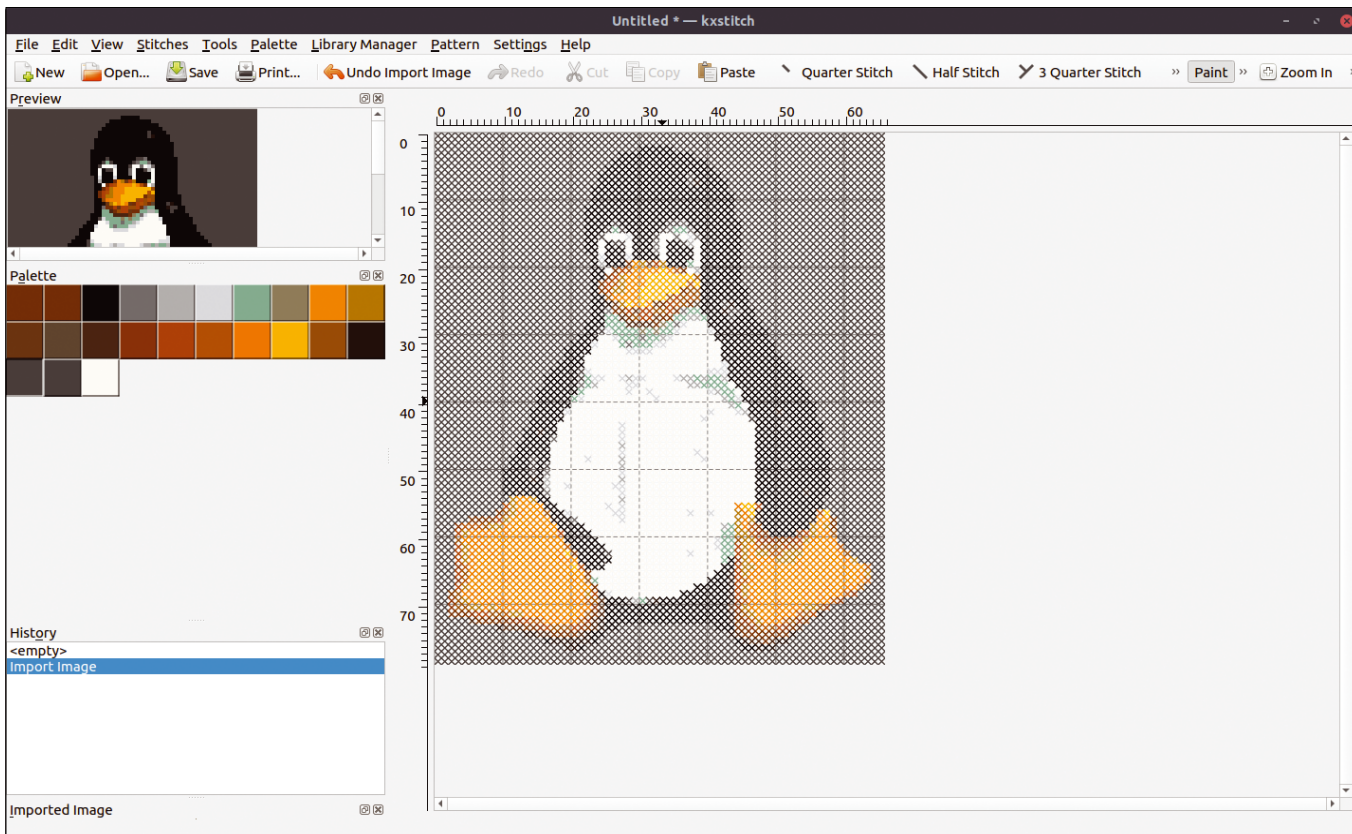 Untitled * — kxstitch
File Edit View Stitches Tools Palette Library Manager Pattern Settings Help
New Open... Save Print... Undo Import Image Redo Cut Copy Paste Quarter Stitch Half Stitch 3 Quarter Stitch » Paint » Zoom In
Preview
0 10 20 30 40 50 60
0
10
20
30
40
50
60
70
Palette
History
<empty>
Import Image
Imported Image